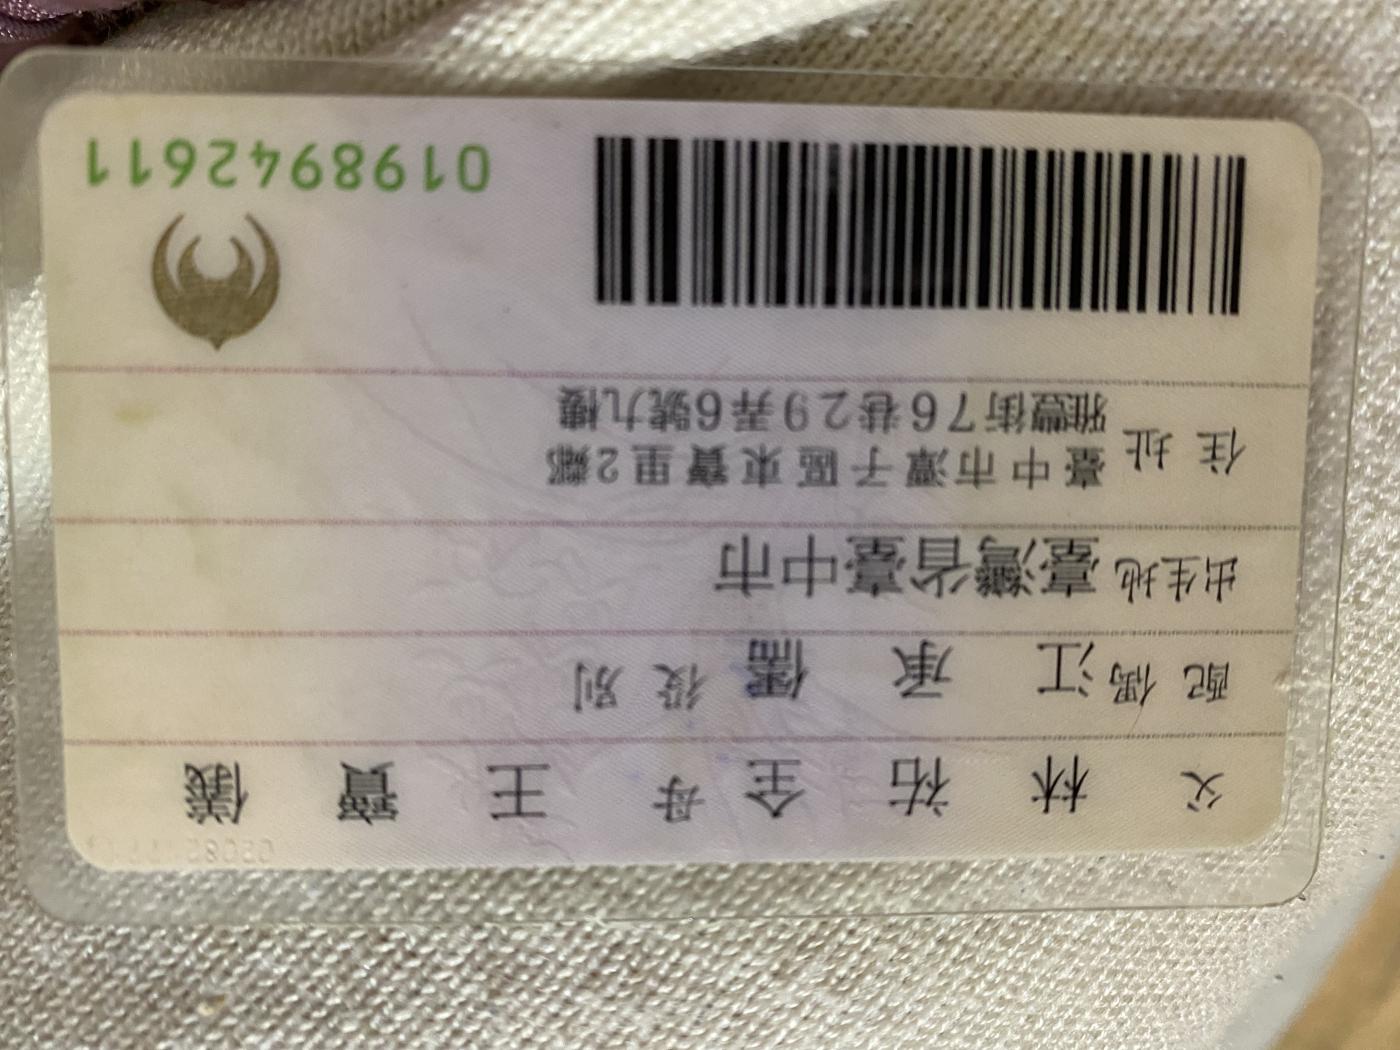 父 林祐全 母 王寶儀
配偶 江承儒 役別
出生地 臺灣省臺中市
住址 臺中市潭子區東寶里2鄰
雅豐街76巷29弄6號九樓
0198942611